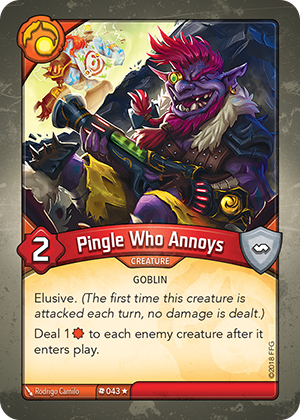 2
Pingle Who Annoys
CREATURE
GOBLIN
Elusive. (The first time this creature is
attacked each turn, no damage is dealt.)
Deal 1 to each enemy creature after it
enters play.
Rodrigo Camilo
043
©2018 FFG